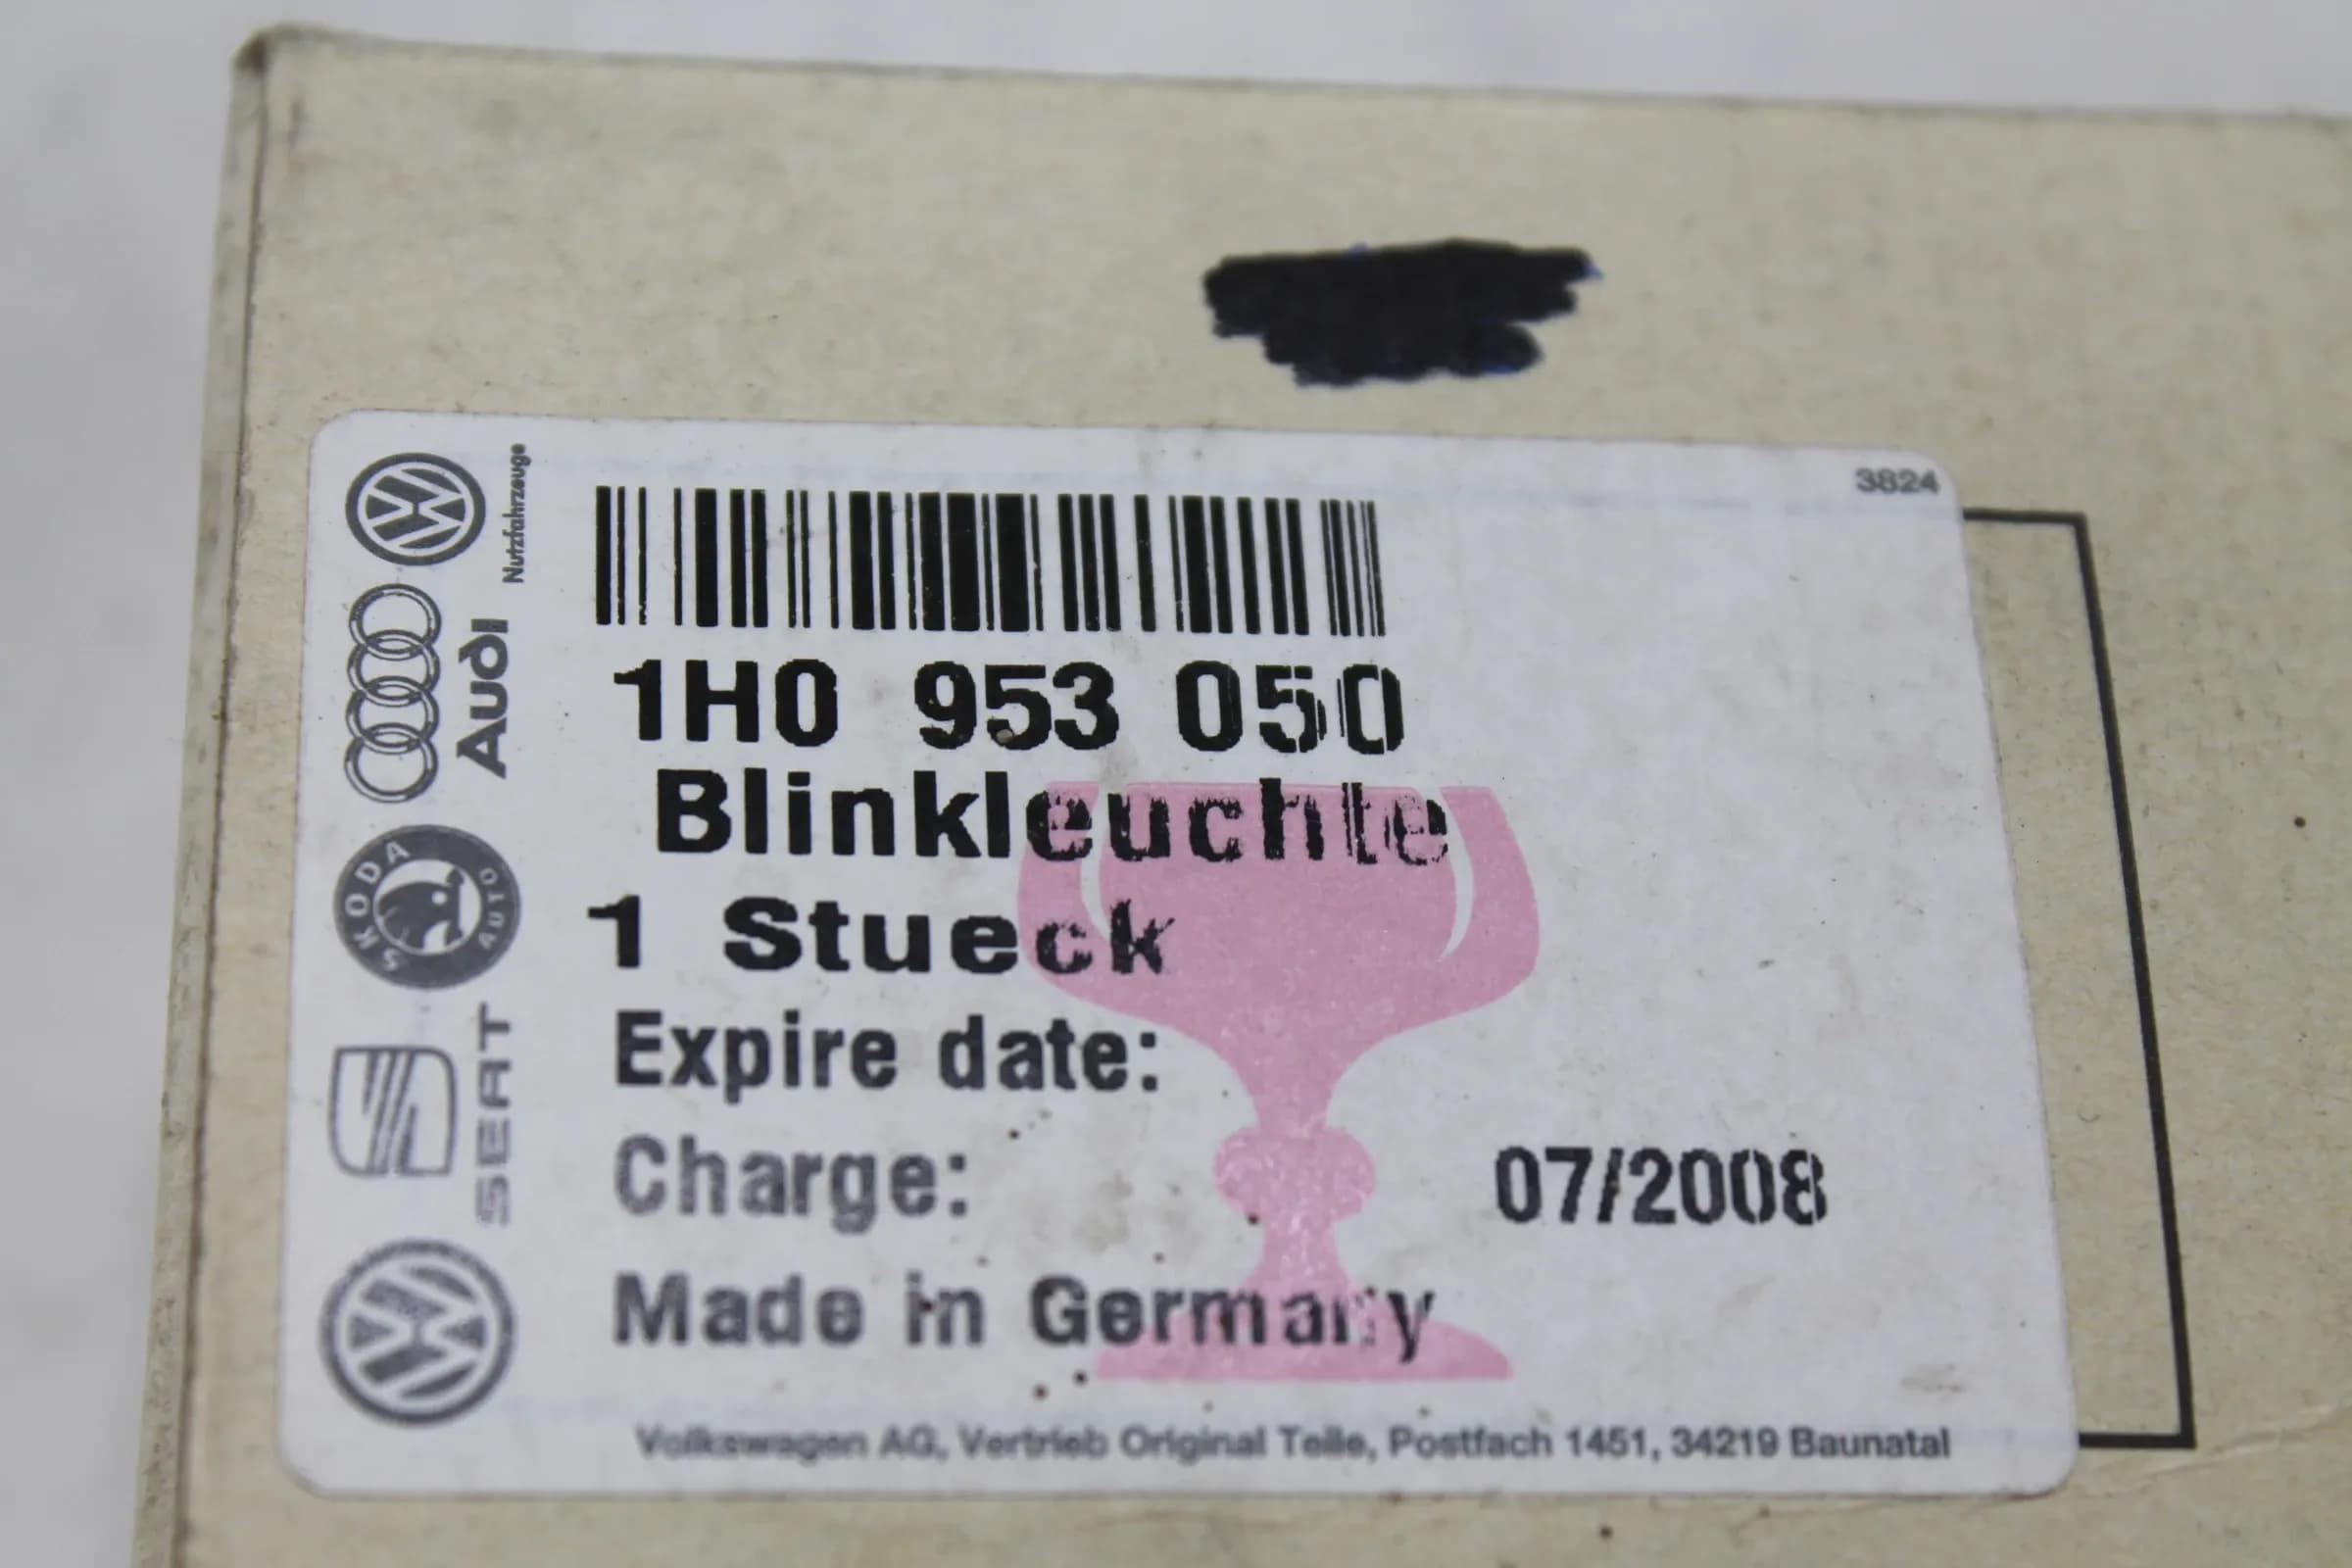 3824
Nutzfahrzeuge
Audi
SKODA AUTO
SEAT
1H0 953 050
Blinkleuchte
1 Stueck
Expire date:
Charge: 07/2008
Made in Germany
Volkswagen AG, Vertrieb Original Teile, Postfach 1451, 34219 Baunatal